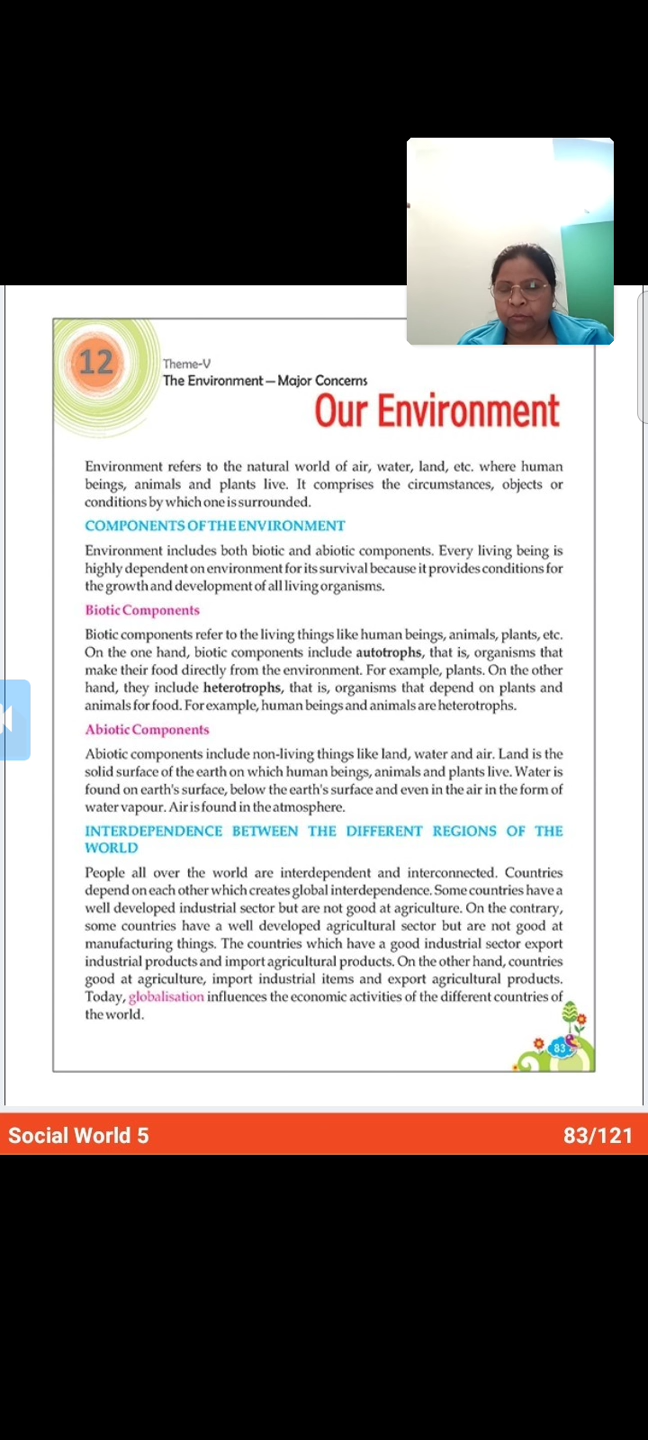 12
Theme-V
The Environment – Major Concerns
Our Environment
Environment refers to the natural world of air, water, land, etc. where human
beings, animals and plants live. It comprises the circumstances, objects or
conditions by which one is surrounded.
COMPONENTS OF THE ENVIRONMENT
Environment includes both biotic and abiotic components. Every living being is
highly dependent on environment for its survival because it provides conditions for
the growth and development of all living organisms.
Biotic Components
Biotic components refer to the living things like human beings, animals, plants, etc.
On the one hand, biotic components include autotrophs, that is, organisms that
make their food directly from the environment. For example, plants. On the other
hand, they include heterotrophs, that is, organisms that depend on plants and
animals for food. For example, human beings and animals are heterotrophs.
Abiotic Components
Abiotic components include non-living things like land, water and air. Land is the
solid surface of the earth on which human beings, animals and plants live. Water is
found on earth's surface, below the earth's surface and even in the air in the form of
water vapour. Air is found in the atmosphere.
INTERDEPENDENCE BETWEEN THE DIFFERENT REGIONS OF THE
WORLD
People all over the world are interdependent and interconnected. Countries
depend on each other which creates global interdependence. Some countries have a
well developed industrial sector but are not good at agriculture. On the contrary,
some countries have a well developed agricultural sector but are not good at
manufacturing things. The countries which have a good industrial sector export
industrial products and import agricultural products. On the other hand, countries
good at agriculture, import industrial items and export agricultural products.
Today, globalisation influences the economic activities of the different countries of
the world.
83
Social World 5
83/121